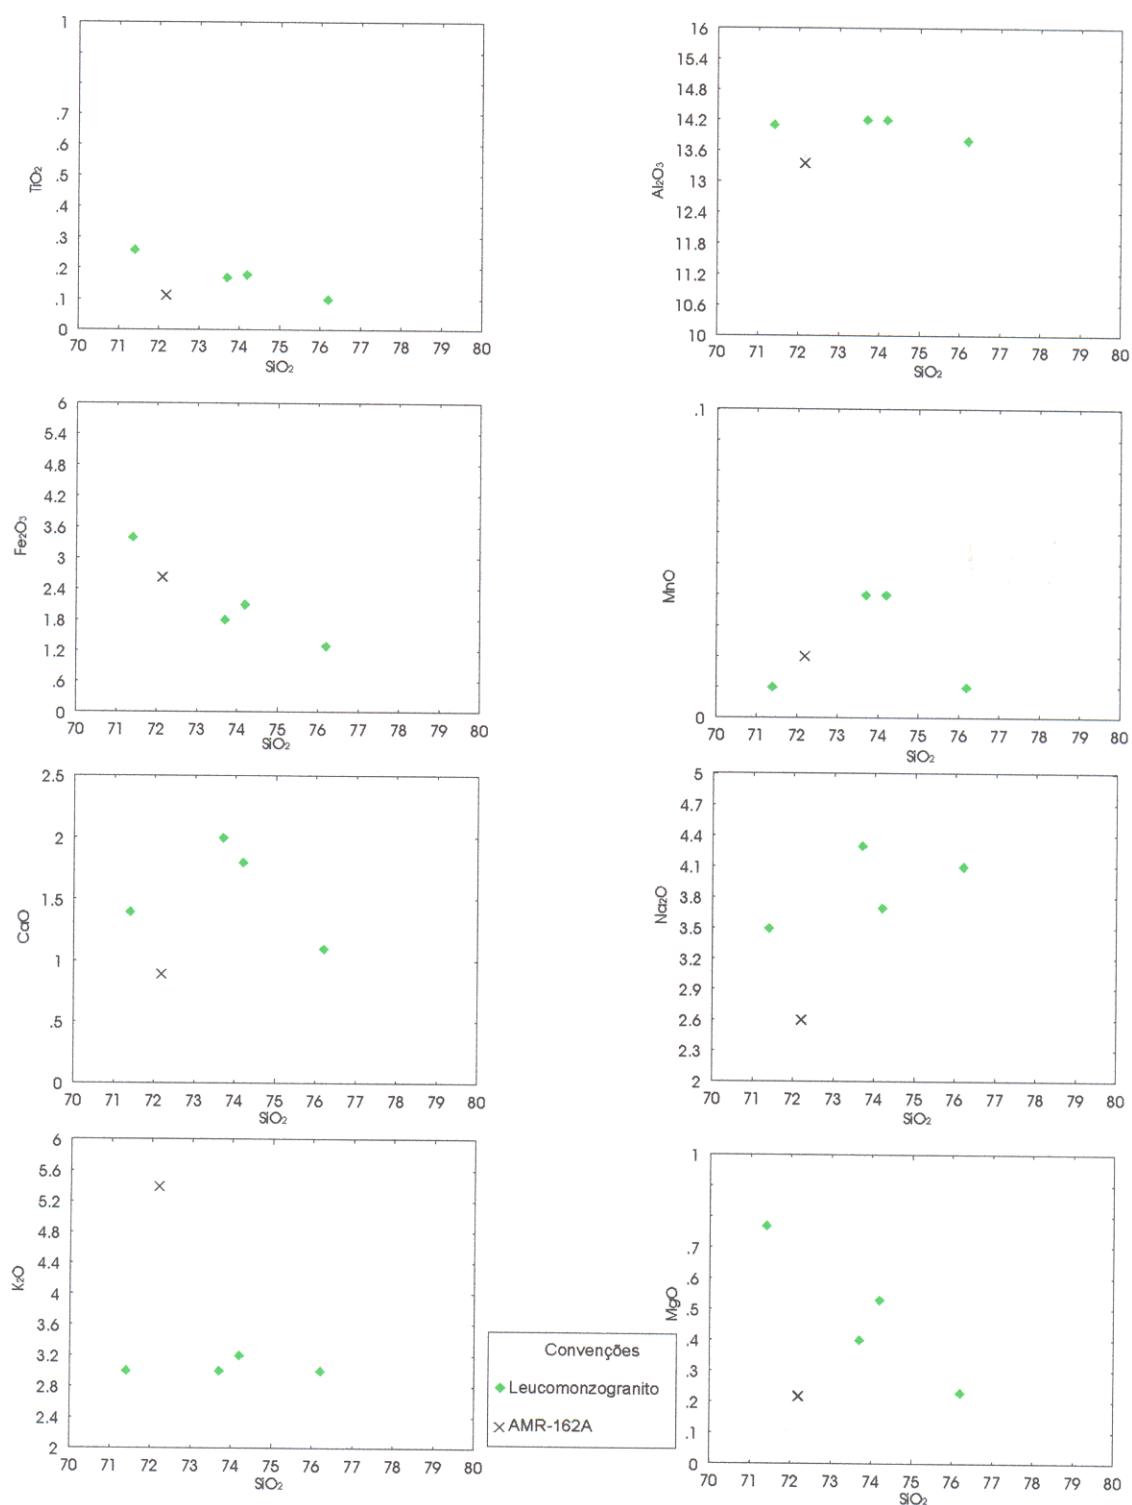 1
.7
.6
.5
.4
.3
.2
.1
0
TiO₂
70 71 72 73 74 75 76 77 78 79 80
SiO₂
16
15.4
14.8
14.2
13.6
13
12.4
11.8
11.2
10.6
10
Al₂O₃
70 71 72 73 74 75 76 77 78 79 80
SiO₂
6
5.4
4.8
4.2
3.6
3
2.4
1.8
1.2
.6
0
Fe₂O₃
70 71 72 73 74 75 76 77 78 79 80
SiO₂
.1
0
MnO
70 71 72 73 74 75 76 77 78 79 80
SiO₂
2.5
2
1.5
1
.5
0
CaO
70 71 72 73 74 75 76 77 78 79 80
SiO₂
5
4.7
4.4
4.1
3.8
3.5
3.2
2.9
2.6
2.3
2
Na₂O
70 71 72 73 74 75 76 77 78 79 80
SiO₂
6
5.6
5.2
4.8
4.4
4
3.6
3.2
2.8
2.4
2
K₂O
70 71 72 73 74 75 76 77 78 79 80
SiO₂
Convenções
Leucomonzogranito
AMR-162A
1
.7
.6
.5
.4
.3
.2
.1
0
MgO
70 71 72 73 74 75 76 77 78 79 80
SiO₂